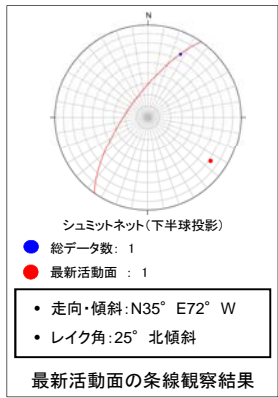 N
シュミットネット(下半球投影)
総データ数: 1
最新活動面 : 1
• 走向・傾斜:N35° E72° W
• レイク角:25° 北傾斜
最新活動面の条線観察結果